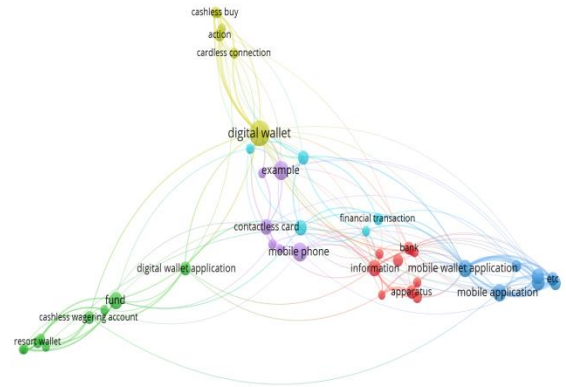 cashless buy
action
cardless connection
digital wallet
example
contactless card
financial transaction
mobile phone
bank
digital wallet application
information
mobile wallet application
etc
apparatus
mobile application
fund
cashless wagering account
resort wallet